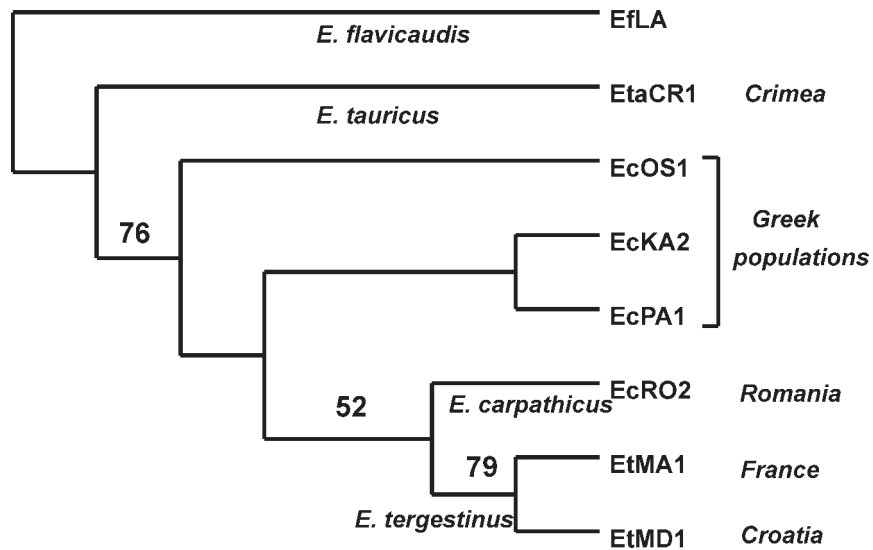 EfLA
E. flavicaudis
EtaCR1 Crimea
E. tauricus
EcOS1
76
Greek
populations
EcKA2
EcPA1
52
EcRO2 Romania
E. carpathicus
79
EtMA1 France
E. tergestinus
EtMD1 Croatia